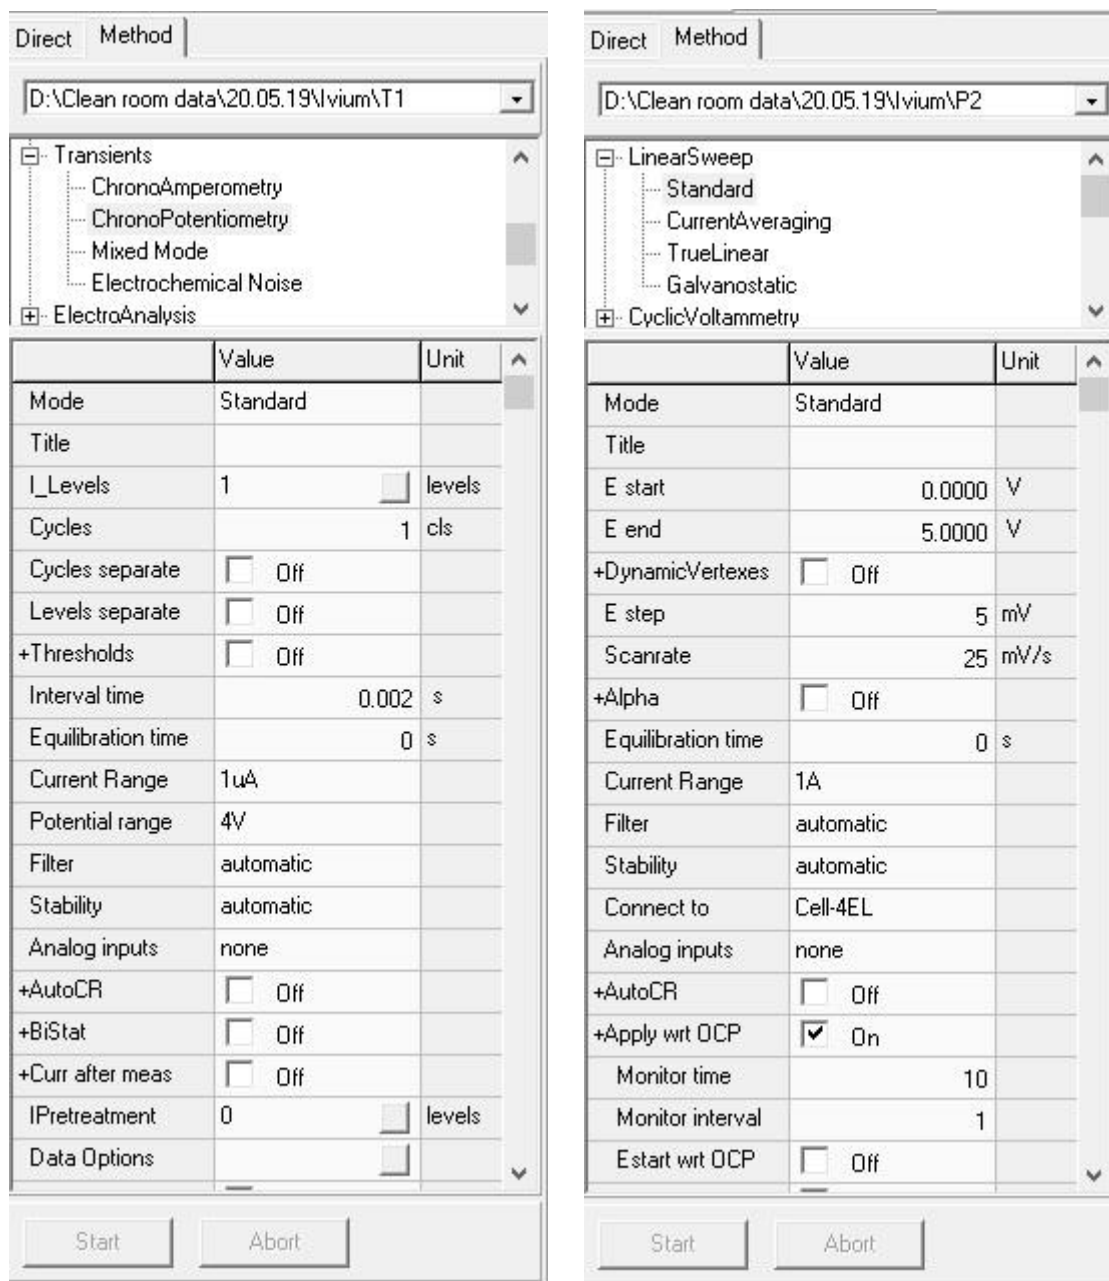 Direct Method
D:\Clean room data\20.05.19\Ivium\T1
Transients
ChronoAmperometry
ChronoPotentiometry
Mixed Mode
Electrochemical Noise
ElectroAnalysis
Value Unit
Mode Standard
Title
I_Levels 1 levels
Cycles 1 cls
Cycles separate Off
Levels separate Off
+Thresholds Off
Interval time 0.002 s
Equilibration time 0 s
Current Range 1uA
Potential range 4V
Filter automatic
Stability automatic
Analog inputs none
+AutoCR Off
+BiStat Off
+Curr after meas Off
IPretreatment 0 levels
Data Options
Start Abort
Direct Method
D:\Clean room data\20.05.19\Ivium\P2
LinearSweep
Standard
CurrentAveraging
TrueLinear
Galvanostatic
CyclicVoltammetry
Value Unit
Mode Standard
Title
E start 0.0000 V
E end 5.0000 V
+DynamicVertexes Off
E step 5 mV
Scanrate 25 mV/s
+Alpha Off
Equilibration time 0 s
Current Range 1A
Filter automatic
Stability automatic
Connect to Cell-4EL
Analog inputs none
+AutoCR Off
+Apply wrt OCP On
Monitor time 10
Monitor interval 1
Estart wrt OCP Off
Start Abort